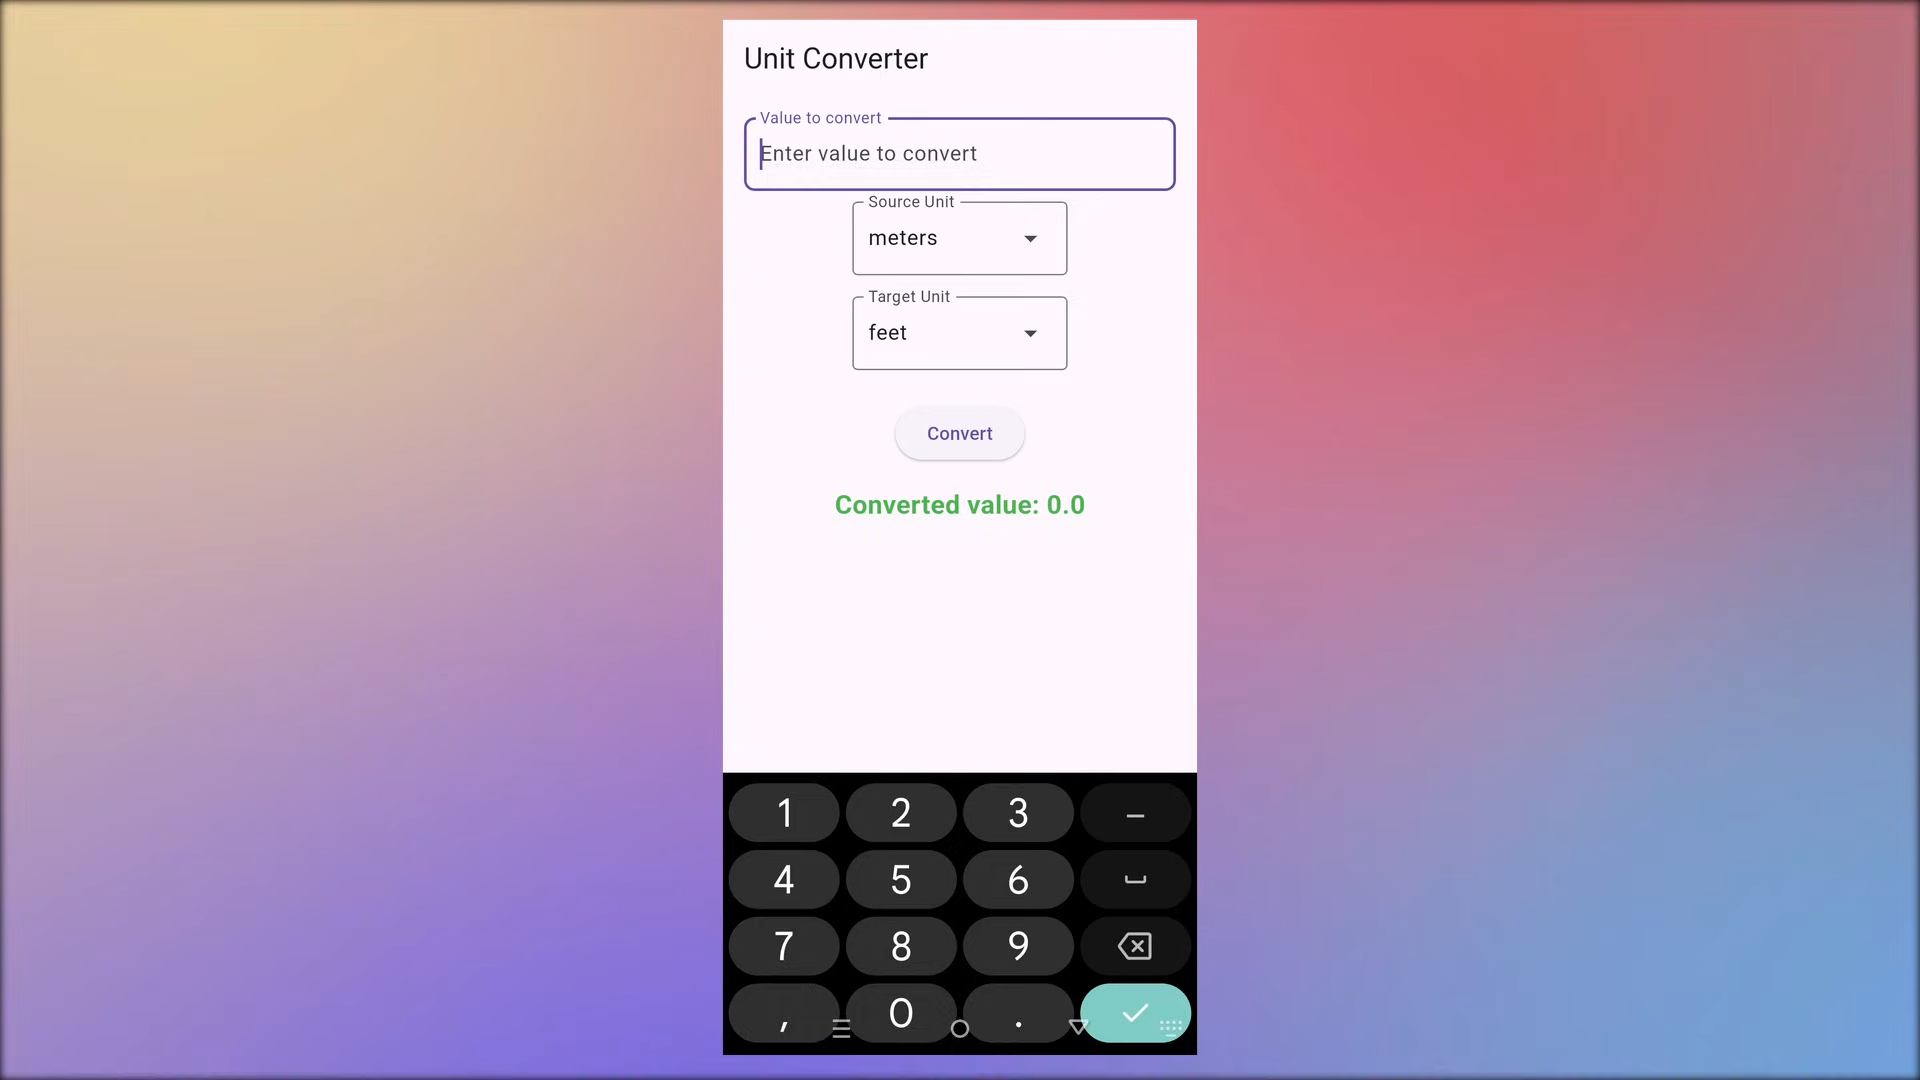 Unit Converter
Value to convert
Enter value to convert
Source Unit
meters
Target Unit
feet
Convert
Converted value: 0.0
1 2 3 –
4 5 6
7 8 9
, 0 .